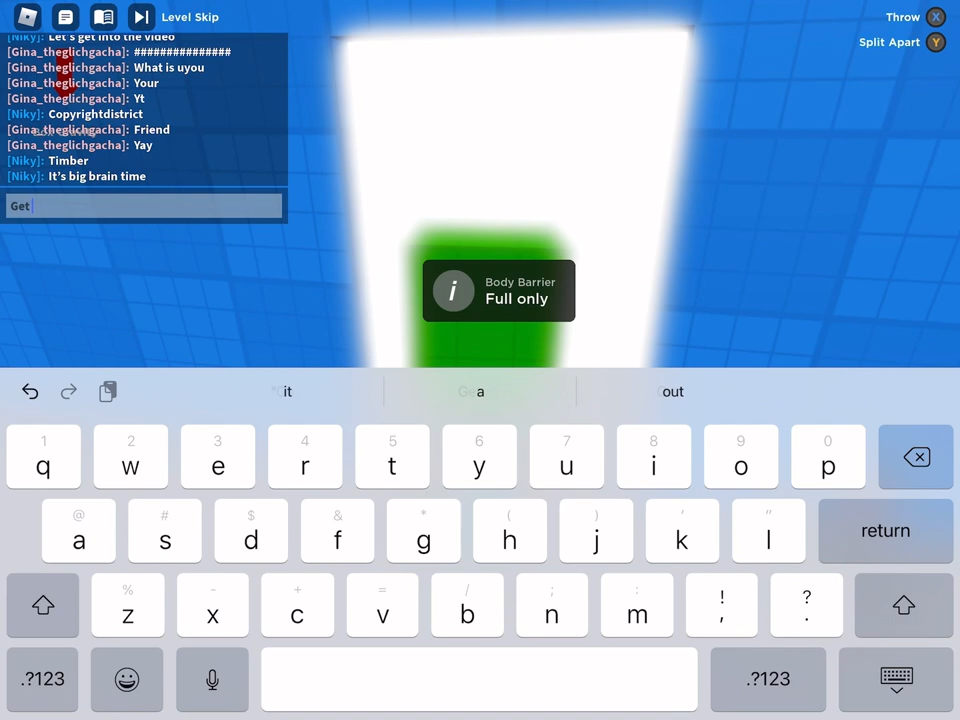 Level Skip
Throw X
Split Apart Y
[Niky]: Let's get into the video
[Gina_theglichgacha]: ###############
[Gina_theglichgacha]: What is uyou
[Gina_theglichgacha]: Your
[Gina_theglichgacha]: Yt
[Niky]: Copyrightdistrict
[Gina_theglichgacha]: Friend
[Gina_theglichgacha]: Yay
[Niky]: Timber
[Niky]: It's big brain time
Get
i
Body Barrier
Full only
it a out
1 2 3 4 5 6 7 8 9 0
q w e r t y u i o p
@ # $ & * ( ) ' "
a s d f g h j k l return
% - + = / ; : ! ?
z x c v b n m , .
.?123 .?123